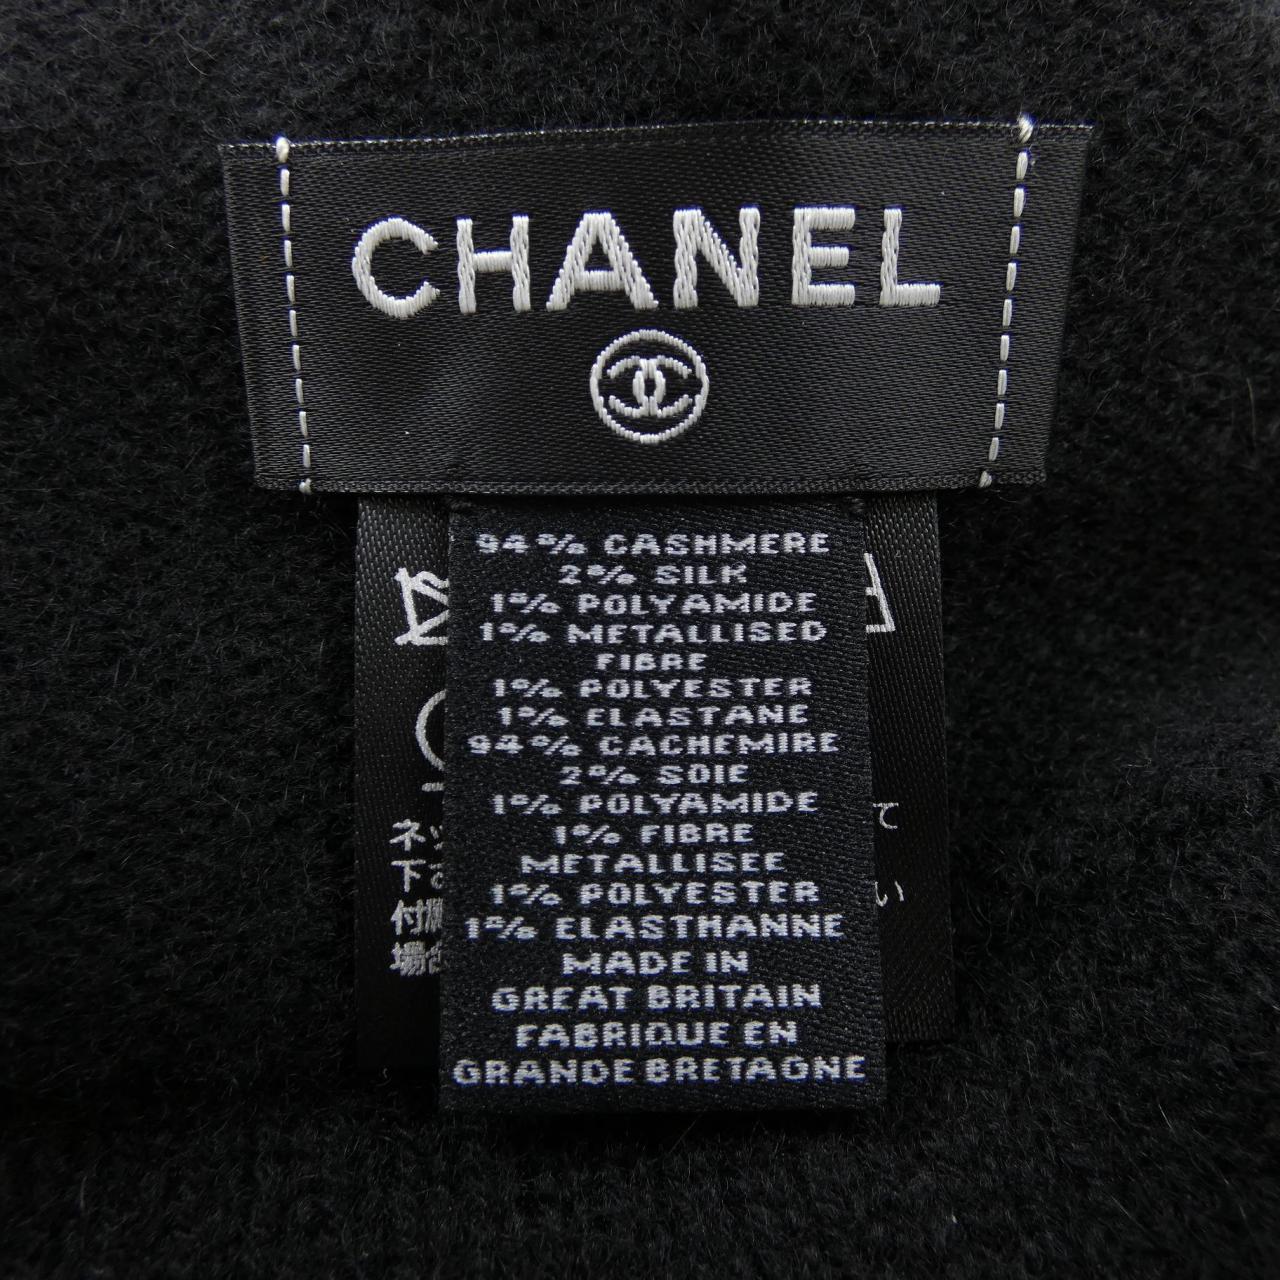 CHANEL
94% CASHMERE
2% SILK
1% POLYAMIDE
1% METALLISED
FIBRE
1% POLYESTER
1% ELASTANE
94% CACHEMIRE
2% SOIE
1% POLYAMIDE
1% FIBRE
METALLISEE
1% POLYESTER
1% ELASTHANNE
MADE IN
GREAT BRITAIN
FABRIQUE EN
GRANDE BRETAGNE